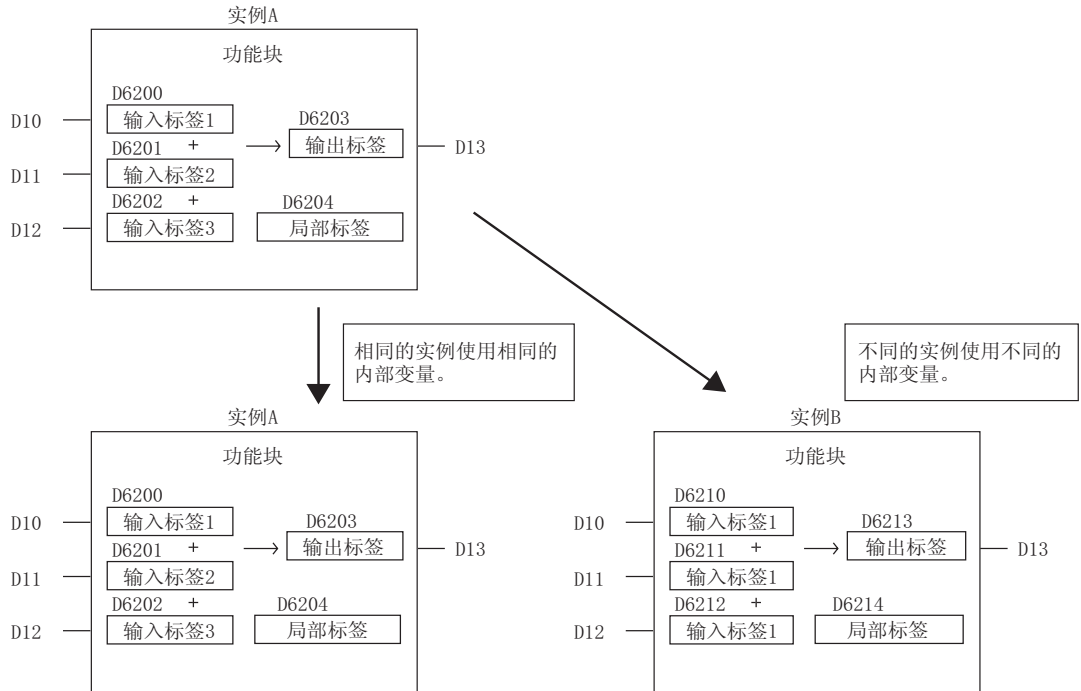 实例A
功能块
D6200
D10 输入标签1
D6203
D6201 + 输出标签 D13
D11 输入标签2
D6202 + D6204
D12 输入标签3 局部标签
相同的实例使用相同的
内部变量。
不同的实例使用不同的
内部变量。
实例A
功能块
D6200
D10 输入标签1 D6203
D6201 + 输出标签 D13
D11 输入标签2
D6202 + D6204
D12 输入标签3 局部标签
实例B
功能块
D6210
D10 输入标签1 D6213
D6211 + 输出标签 D13
D11 输入标签1
D6212 + D6214
D12 输入标签1 局部标签